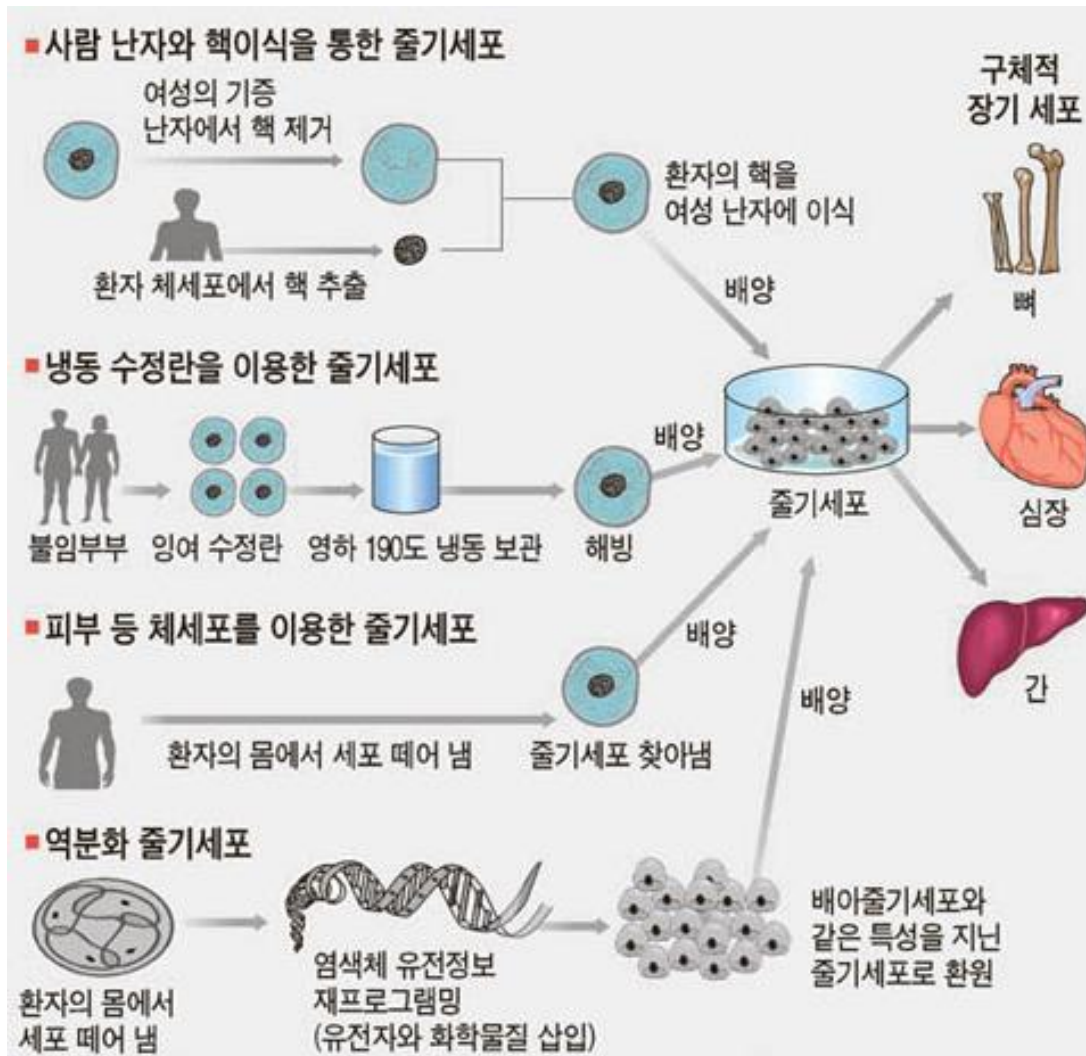 사람 난자와 핵이식을 통한 줄기세포
여성의 기증
난자에서 핵 제거
환자 체세포에서 핵 추출
환자의 핵을
여성 난자에 이식
배양
구체적
장기 세포
뼈
냉동 수정란을 이용한 줄기세포
불임부부
잉여 수정란
영하 190도 냉동 보관
해빙
배양
줄기세포
심장
피부 등 체세포를 이용한 줄기세포
환자의 몸에서 세포 떼어 냄
줄기세포 찾아냄
배양
배양
간
역분화 줄기세포
환자의 몸에서
세포 떼어 냄
염색체 유전정보
재프로그램밍
(유전자와 화학물질 삽입)
배아줄기세포와
같은 특성을 지닌
줄기세포로 환원